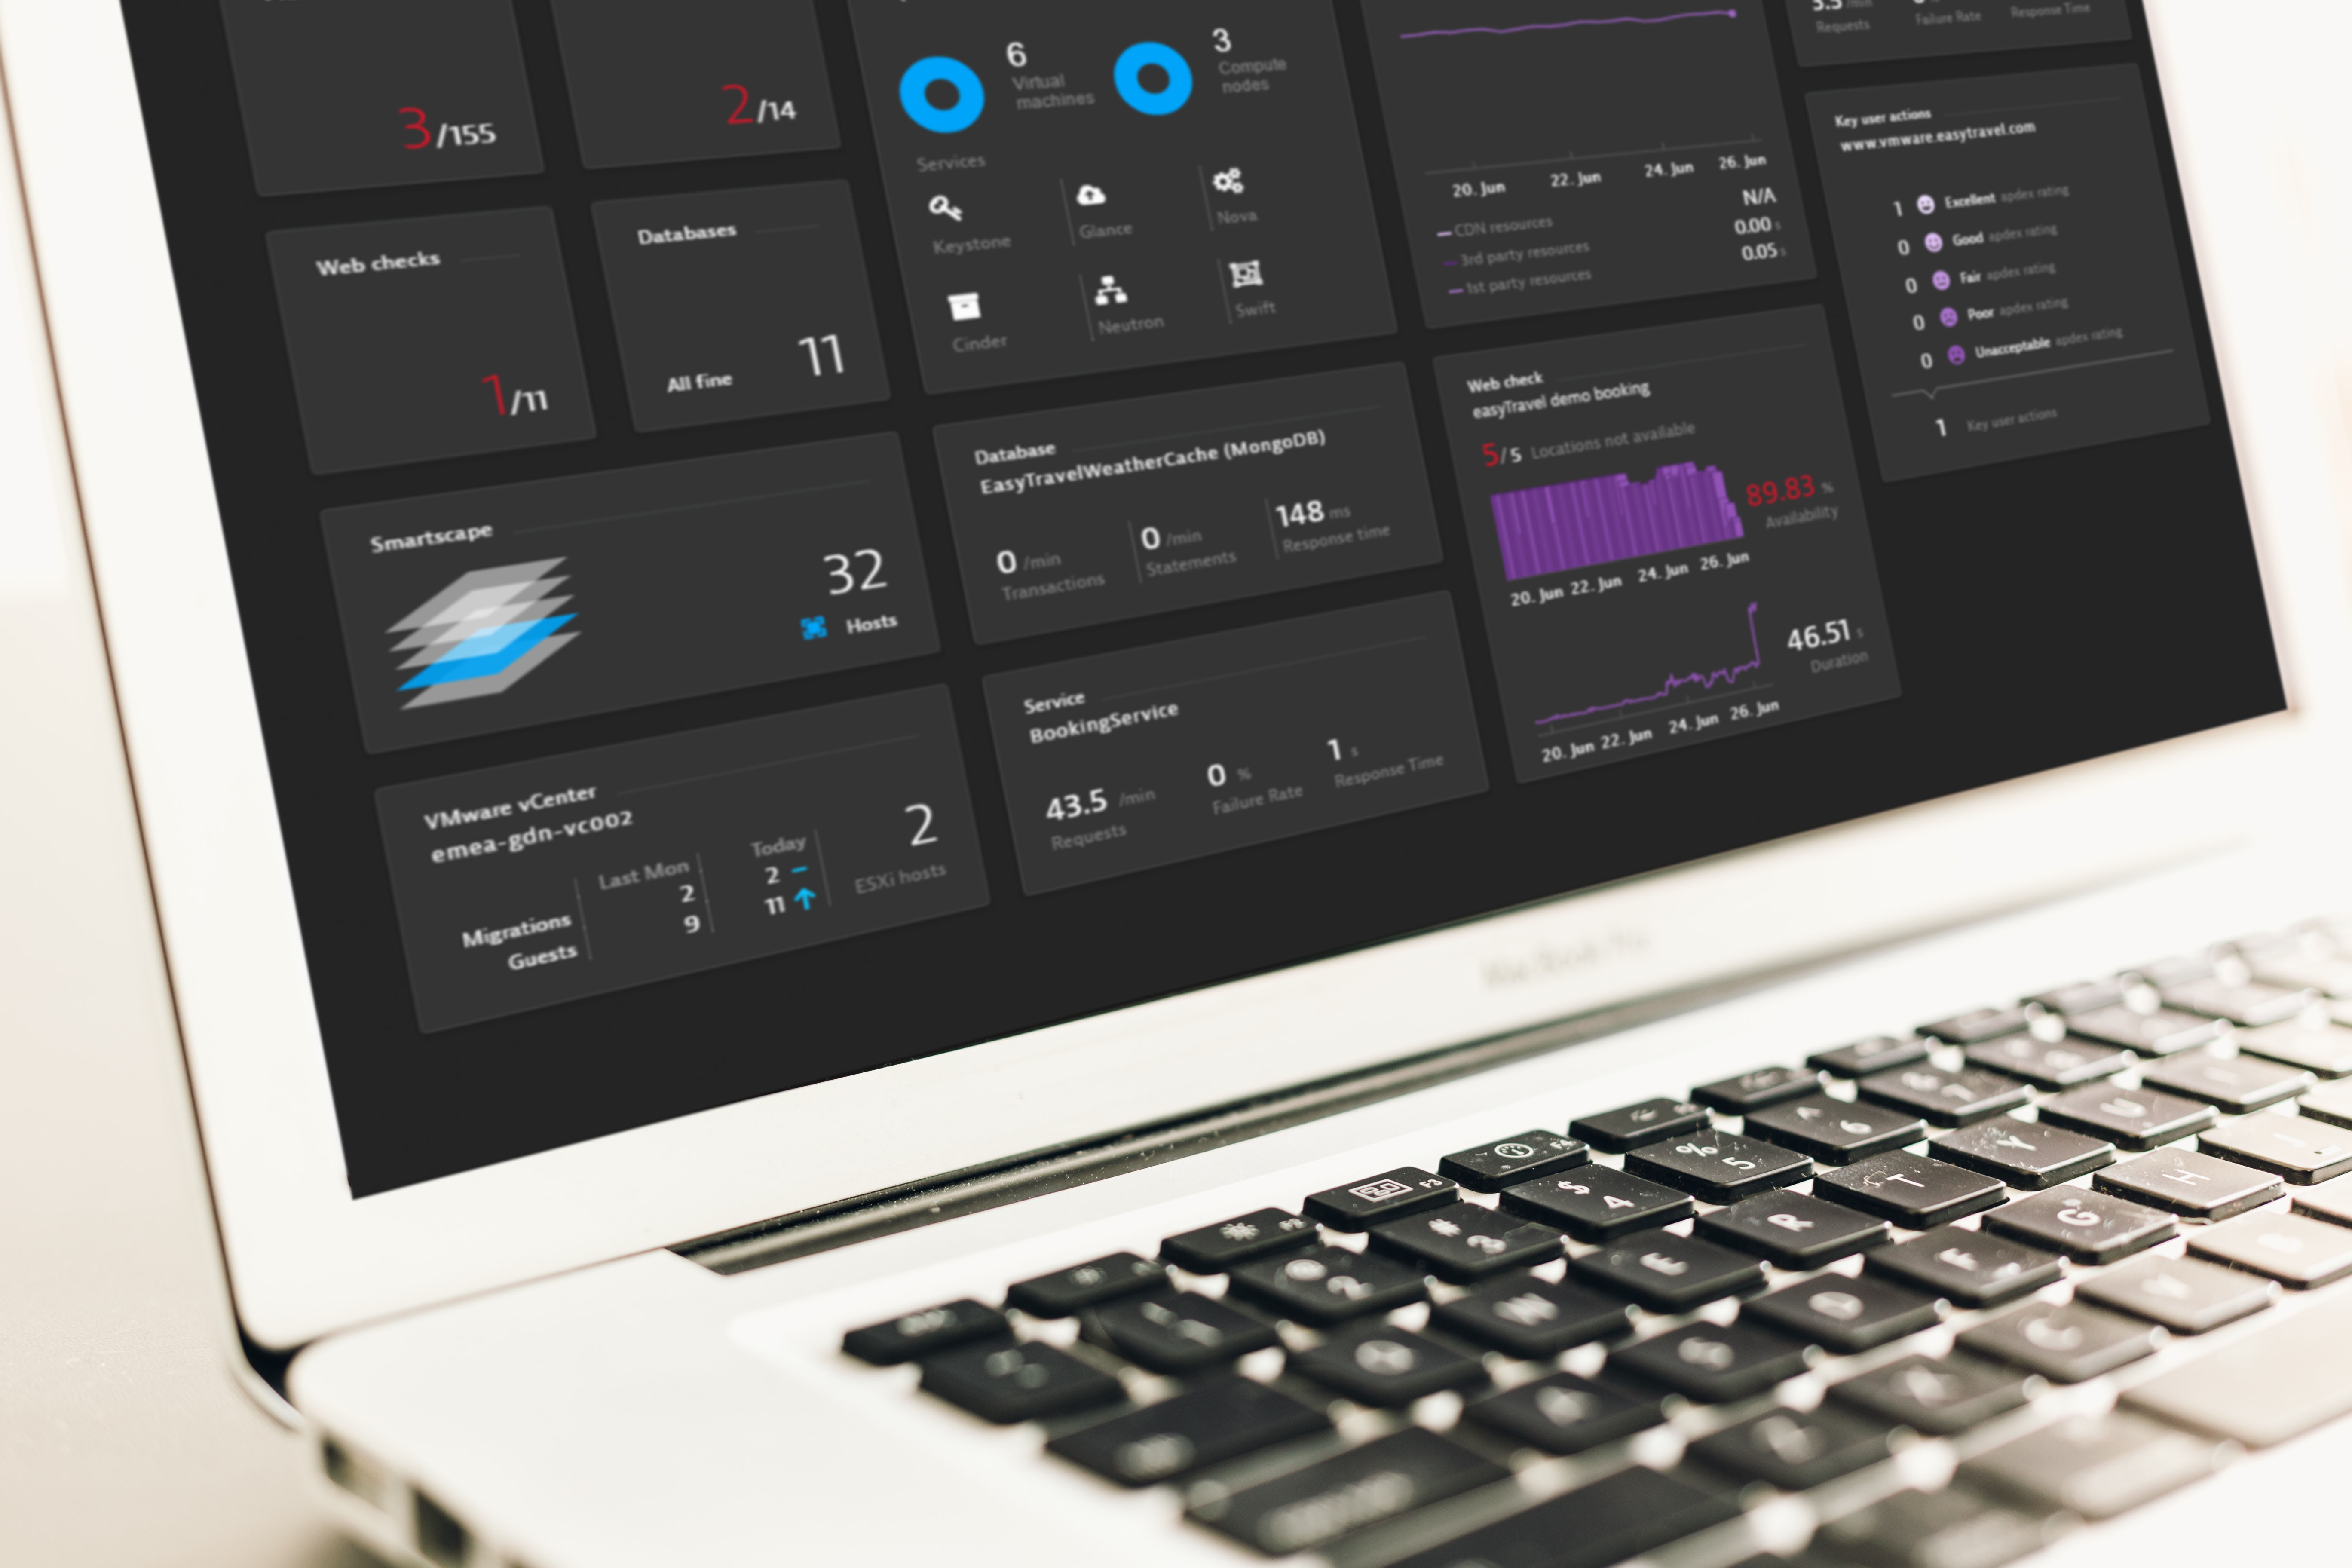 3/155
2/14
Web checks
1/11
Databases
All fine 11
6
Virtual
machines
3
Compute
nodes
Services
Keystone
Glance
Nova
Cinder
Neutron
Swift
20. Jun 22. Jun 24. Jun 26. Jun
CDN resources N/A
3rd party resources 0.00 s
1st party resources 0.05 s
/min
Requests
Failure Rate
Response Time
Key user actions
www.vmware.easytravel.com
1 Excellent apdex rating
0 Good apdex rating
0 Fair apdex rating
0 Poor apdex rating
0 Unacceptable apdex rating
1 Key user actions
Smartscape
32
Hosts
Database
EasyTravelWeatherCache (MongoDB)
0 /min
Transactions
0 /min
Statements
148 ms
Response time
Web check
easyTravel demo booking
5/5 Locations not available
89.83 %
Availability
20. Jun 22. Jun 24. Jun 26. Jun
46.51 s
Duration
20. Jun 22. Jun 24. Jun 26. Jun
VMware vCenter
emea-gdn-vc002
Last Mon Today
Migrations 2 2
Guests 9 11
2
ESXi hosts
Service
BookingService
43.5 /min
Requests
0 %
Failure Rate
1 s
Response Time
MacBook Pro
F2 F3 F4
2 # 3 $ 4 % 5 ^ 6 7
W E R T Y U
S D F G H
C